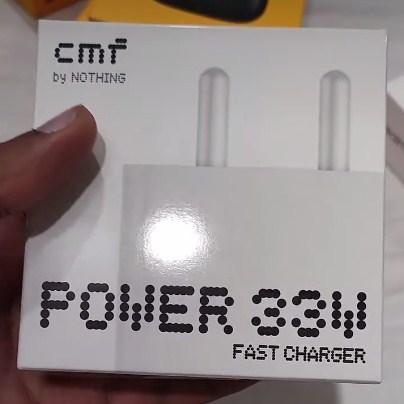 cmf
by NOTHING
POWER 33W
FAST CHARGER